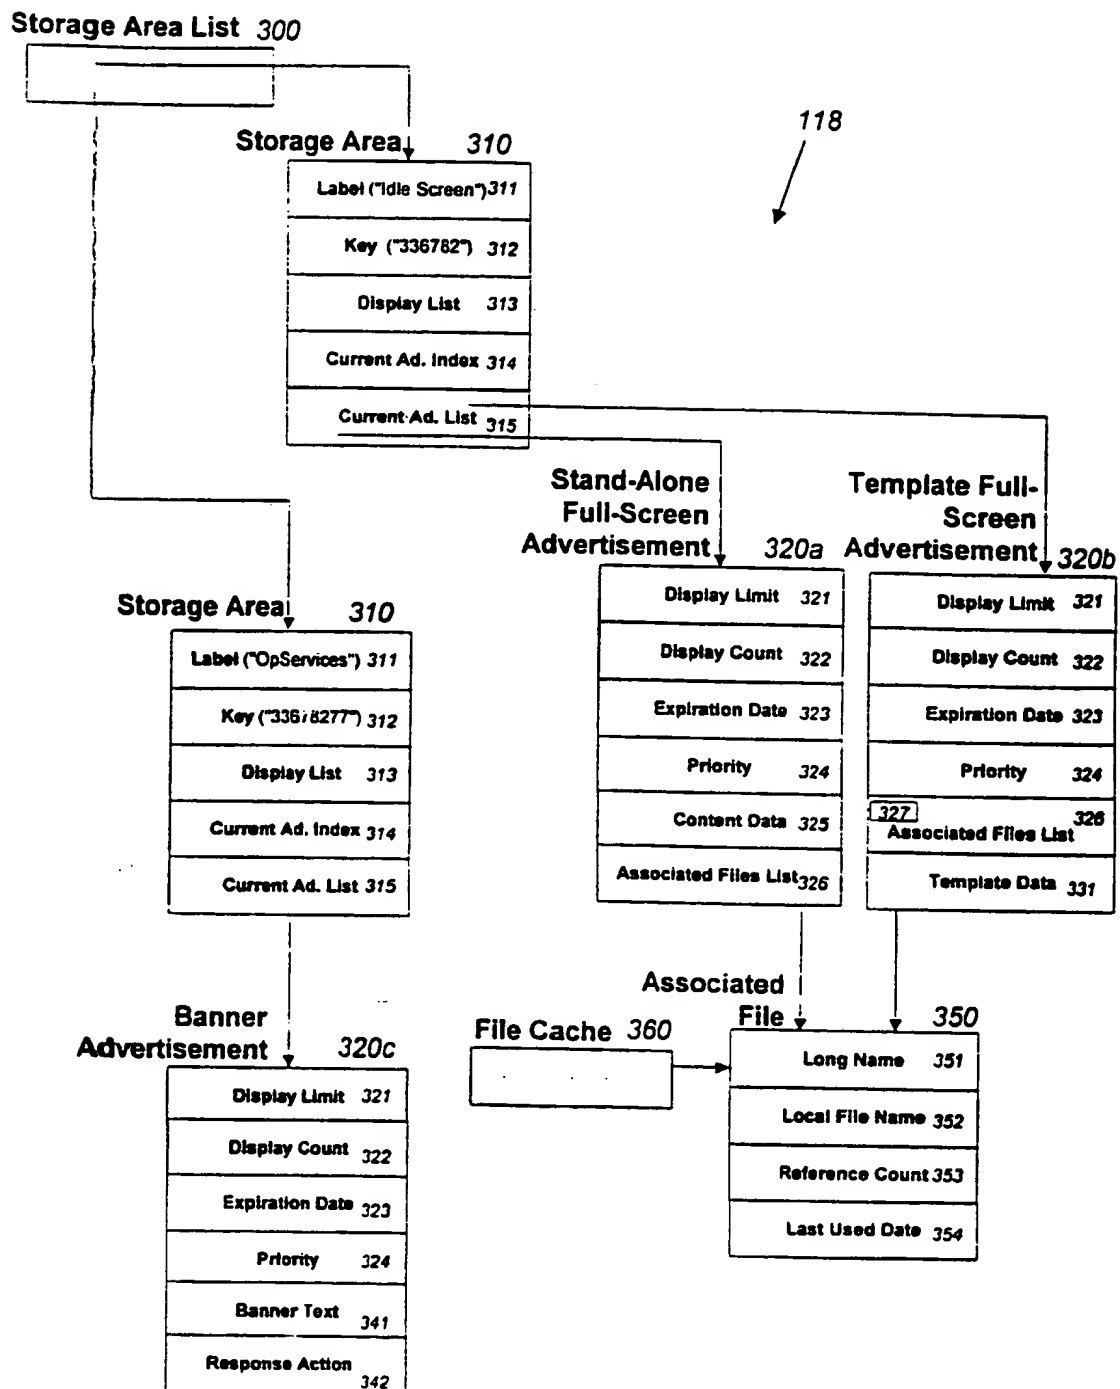 Storage Area List 300
118
Storage Area 310
Label ("Idle Screen") 311
Key ("336782") 312
Display List 313
Current Ad. Index 314
Current Ad. List 315
Stand-Alone
Full-Screen
Advertisement 320a
Display Limit 321
Display Count 322
Expiration Date 323
Priority 324
Content Data 325
Associated Files List 326
Template Full-
Screen
Advertisement 320b
Display Limit 321
Display Count 322
Expiration Date 323
Priority 324
327 326
Associated Files List
Template Data 331
Storage Area 310
Label ("OpServices") 311
Key ("33678277") 312
Display List 313
Current Ad. Index 314
Current Ad. List 315
Banner
Advertisement 320c
Display Limit 321
Display Count 322
Expiration Date 323
Priority 324
Banner Text 341
Response Action 342
File Cache 360
Associated
File 350
Long Name 351
Local File Name 352
Reference Count 353
Last Used Date 354